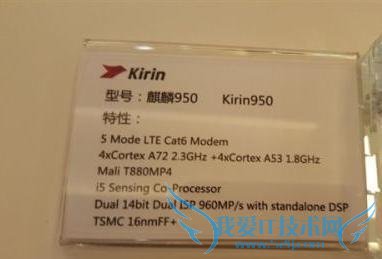 Kirin
型号：麒麟950 Kirin950
特性：
5 Mode LTE Cat6 Modem
4xCortex A72 2.3GHz +4xCortex A53 1.8GHz
Mali T880MP4
i5 Sensing Co-Processor
Dual 14bit Dual ISP 960MP/s with standalone DSP
TSMC 16nmFF+
我爱IT技术网